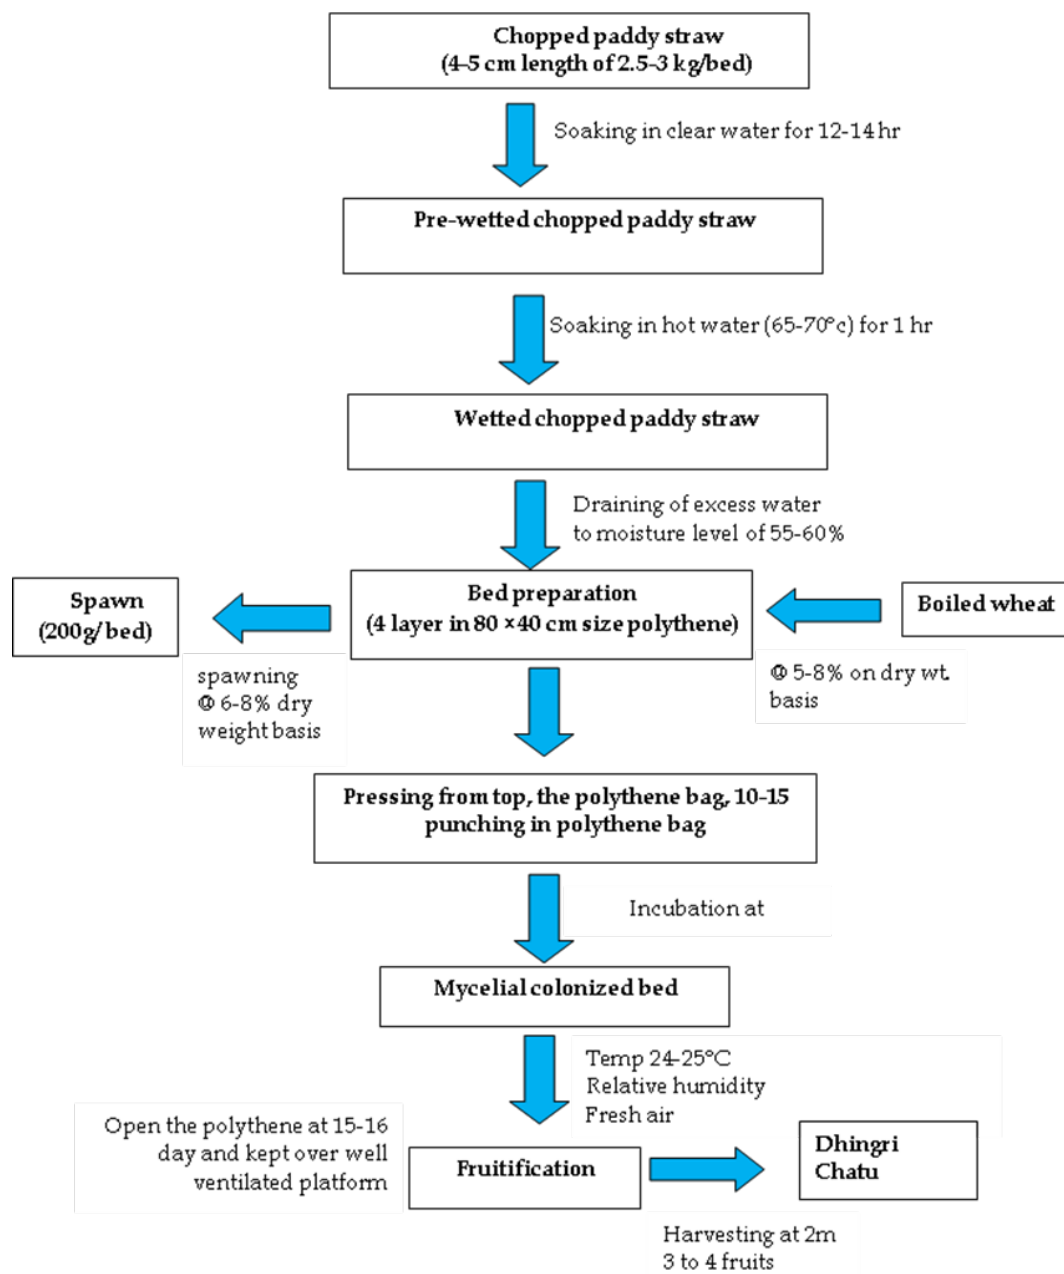 Chopped paddy straw
(4-5 cm length of 2.5-3 kg/bed)
Soaking in clear water for 12-14 hr
Pre-wetted chopped paddy straw
Soaking in hot water (65-70°c) for 1 hr
Wetted chopped paddy straw
Draining of excess water
to moisture level of 55-60%
Spawn
(200g/bed)
Bed preparation
(4 layer in 80 ×40 cm size polythene)
Boiled wheat
spawning
@ 6-8% dry
weight basis
@ 5-8% on dry wt.
basis
Pressing from top, the polythene bag, 10-15
punching in polythene bag
Incubation at
Mycelial colonized bed
Temp 24-25°C
Relative humidity
Fresh air
Open the polythene at 15-16
day and kept over well
ventilated platform
Fruitification
Dhingri
Chatu
Harvesting at 2m
3 to 4 fruits